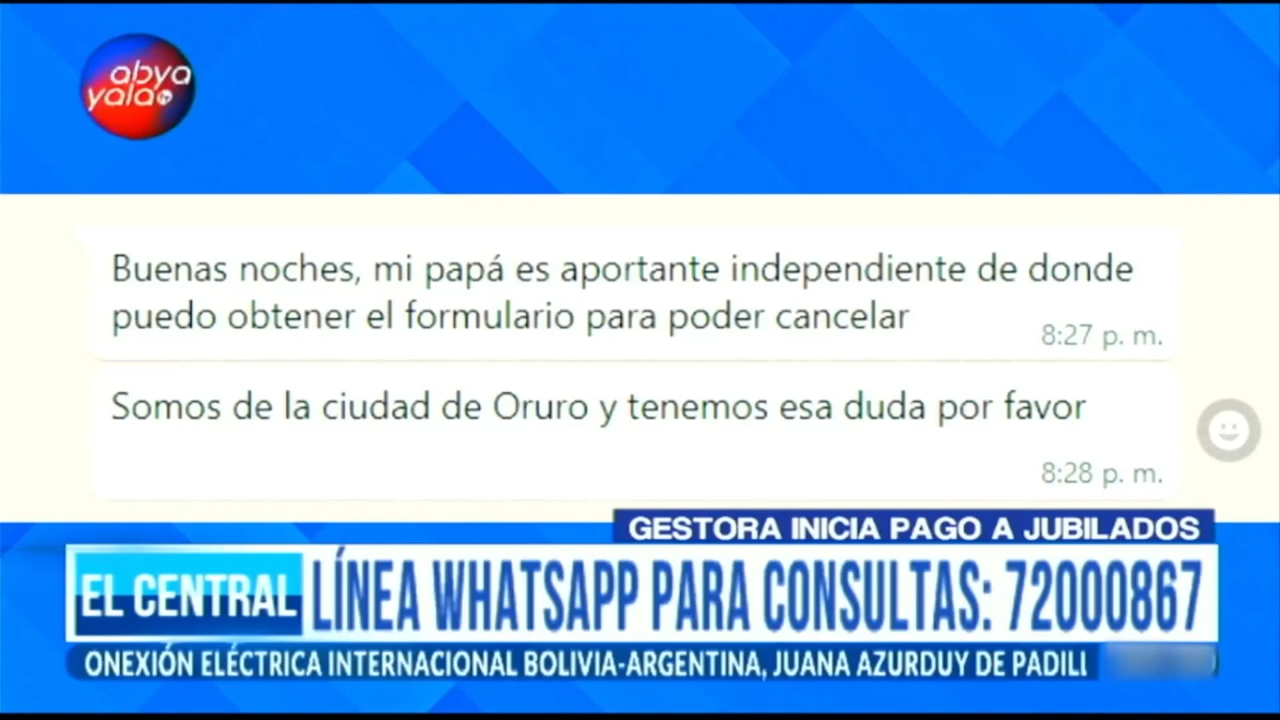 abya
yala tv
Buenas noches, mi papá es aportante independiente de donde
puedo obtener el formulario para poder cancelar
8:27 p. m.
Somos de la ciudad de Oruro y tenemos esa duda por favor
8:28 p. m.
GESTORA INICIA PAGO A JUBILADOS
EL CENTRAL
LÍNEA WHATSAPP PARA CONSULTAS: 72000867
ONEXIÓN ELÉCTRICA INTERNACIONAL BOLIVIA-ARGENTINA, JUANA AZURDUY DE PADILL